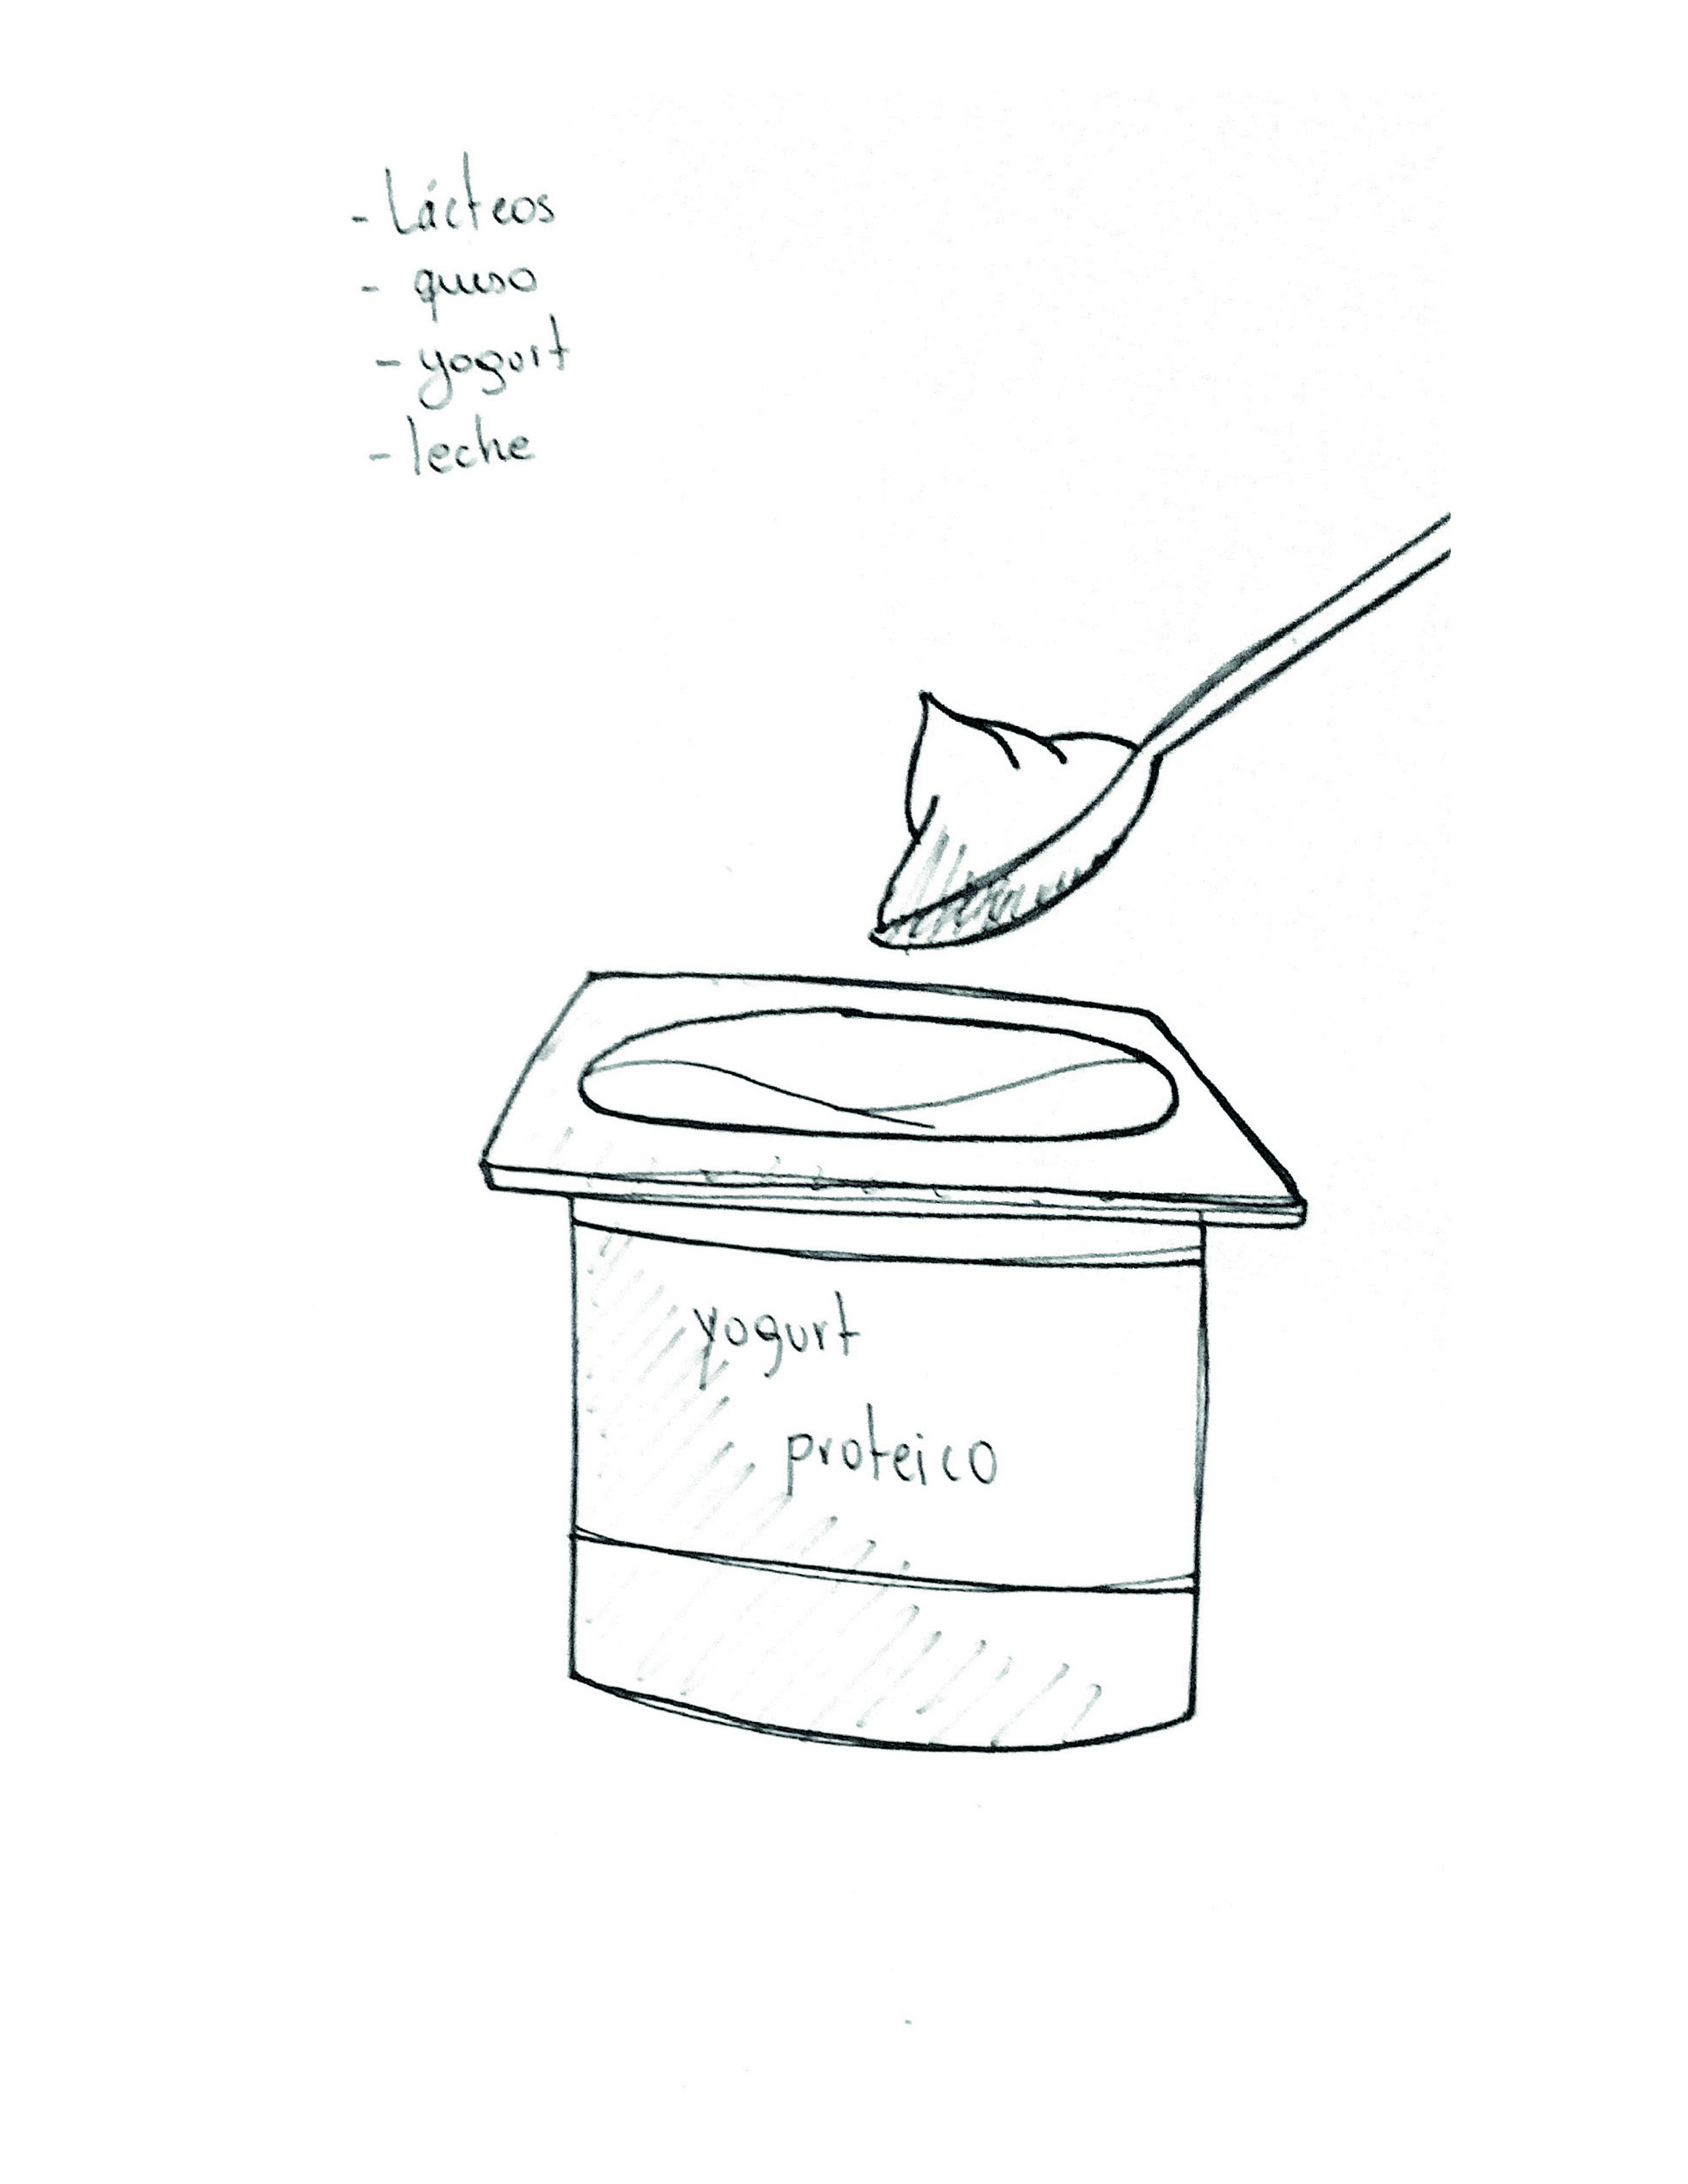 - Lácteos
- queso
- yogurt
- leche
yogurt
proteico